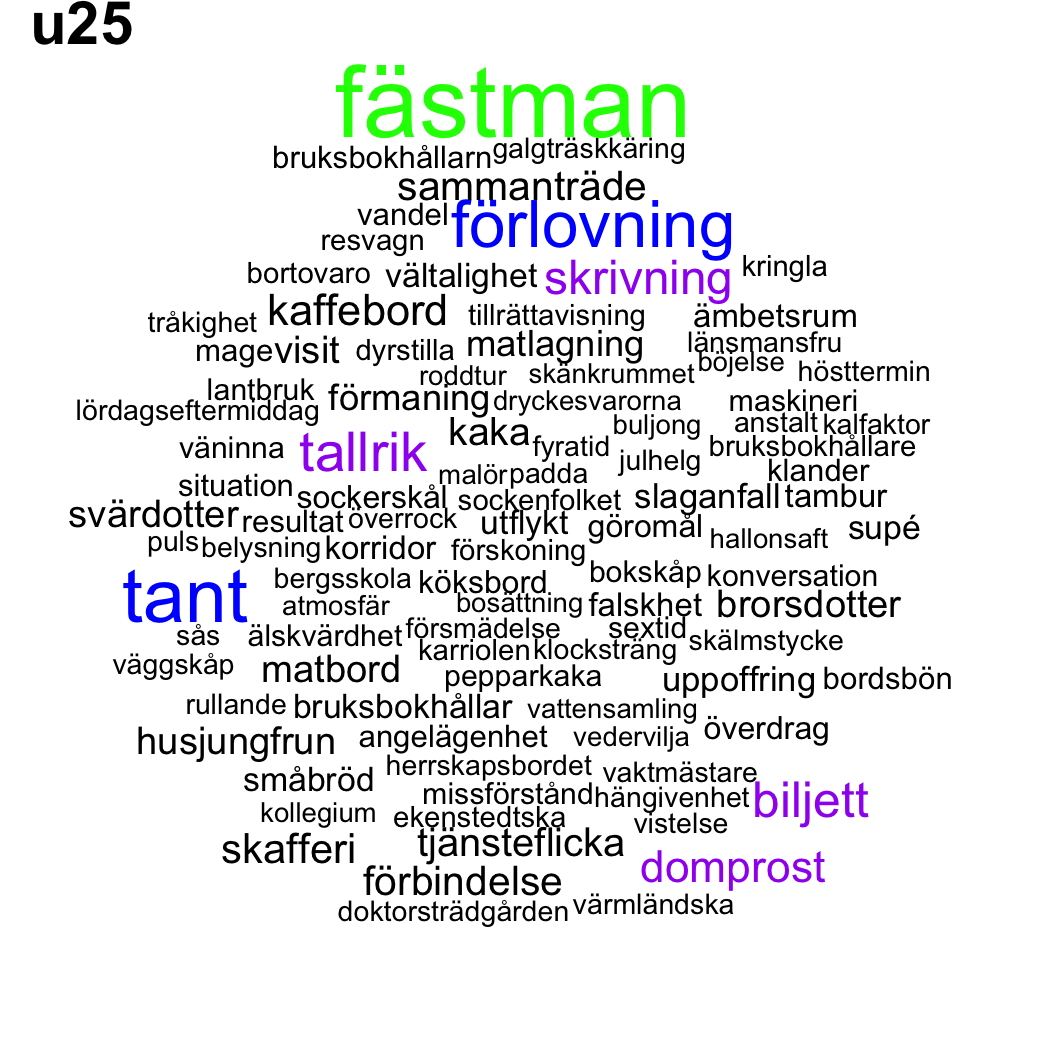 u25
fästman
bruksbokhållarn galgträskkäring
sammanträde
vandel förlovning
resvagn
bortovaro vältalighet skrivning kringla
tråkighet kaffebord tillrättavisning ämbetsrum
mage visit dyrstilla matlagning länsmansfru
roddtur skänkrummet böjelse hösttermin
lantbruk förmaning dryckesvarorna maskineri
lördagseftermiddag kaka buljong anstalt kalfaktor
väninna tallrik fyratid julhelg bruksbokhållare
malör padda klander
situation sockerskål sockenfolket slaganfall tambur
svärdotter resultat överrock utflykt göromål supé
puls belysning korridor förskoning hallonsaft
tant bergsskola köksbord bokskåp konversation
atmosfär bosättning falskhet brorsdotter
sås älskvärdhet försmädelse sextid skälmstycke
karriolen klocksträng
väggskåp matbord pepparkaka uppoffring bordsbön
rullande bruksbokhållar vattensamling
husjungfrun angelägenhet vedervilja överdrag
småbröd herrskapsbordet vaktmästare
missförstånd hängivenhet biljett
kollegium ekenstedtska vistelse
skafferi tjänsteflicka
förbindelse domprost
doktorsträdgården värmländska